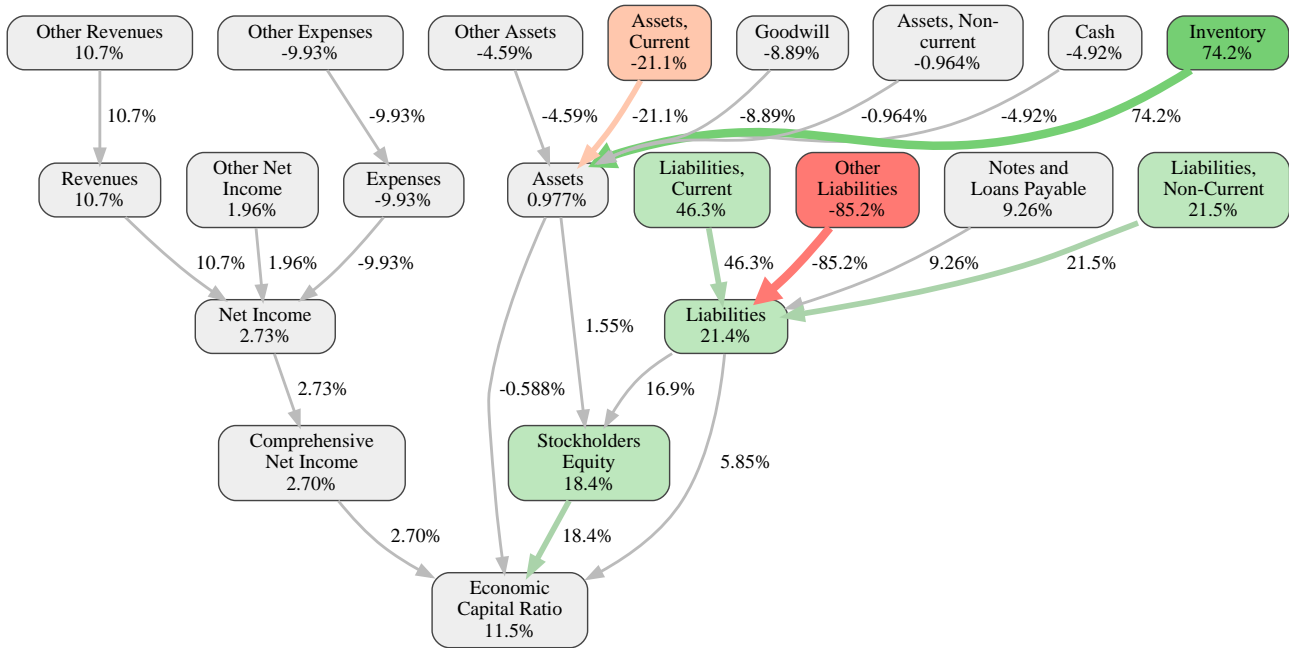 Other Revenues
10.7%
Other Expenses
-9.93%
Other Assets
-4.59%
Assets,
Current
-21.1%
Goodwill
-8.89%
Assets, Non-
current
-0.964%
Cash
-4.92%
Inventory
74.2%
10.7%
-9.93%
-4.59%
-21.1%
-8.89%
-0.964%
-4.92%
74.2%
Revenues
10.7%
Other Net
Income
1.96%
Expenses
-9.93%
Assets
0.977%
Liabilities,
Current
46.3%
Other
Liabilities
-85.2%
Notes and
Loans Payable
9.26%
Liabilities,
Non-Current
21.5%
10.7%
1.96%
-9.93%
46.3%
-85.2%
9.26%
21.5%
Net Income
2.73%
1.55%
Liabilities
21.4%
2.73%
-0.588%
16.9%
Comprehensive
Net Income
2.70%
Stockholders
Equity
18.4%
5.85%
2.70%
18.4%
Economic
Capital Ratio
11.5%